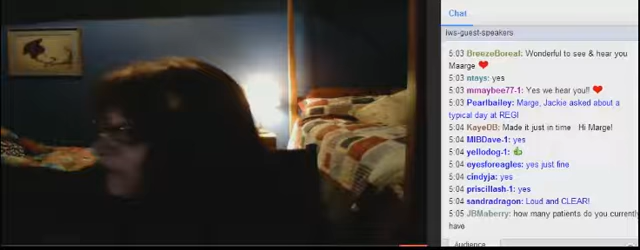 Chat
iws-guest-speakers
5:03 BreezeBoreal: Wonderful to see & hear you
Maarge ❤
5:03 ntays: yes
5:03 mmaybee77-1: Yes we hear you!! ❤
5:03 Pearlbailey: Marge, Jackie asked about a
typical day at REGI
5:04 KayeDB: Made it just in time Hi Marge!
5:04 MIBDave-1: yes
5:04 yellodog-1: 👍
5:04 eyesforeagles: yes just fine
5:04 cindyja: yes
5:04 priscillash-1: yes
5:04 sandradragon: Loud and CLEAR!
5:05 JBMaberry: how many patients do you currently
have
Audience